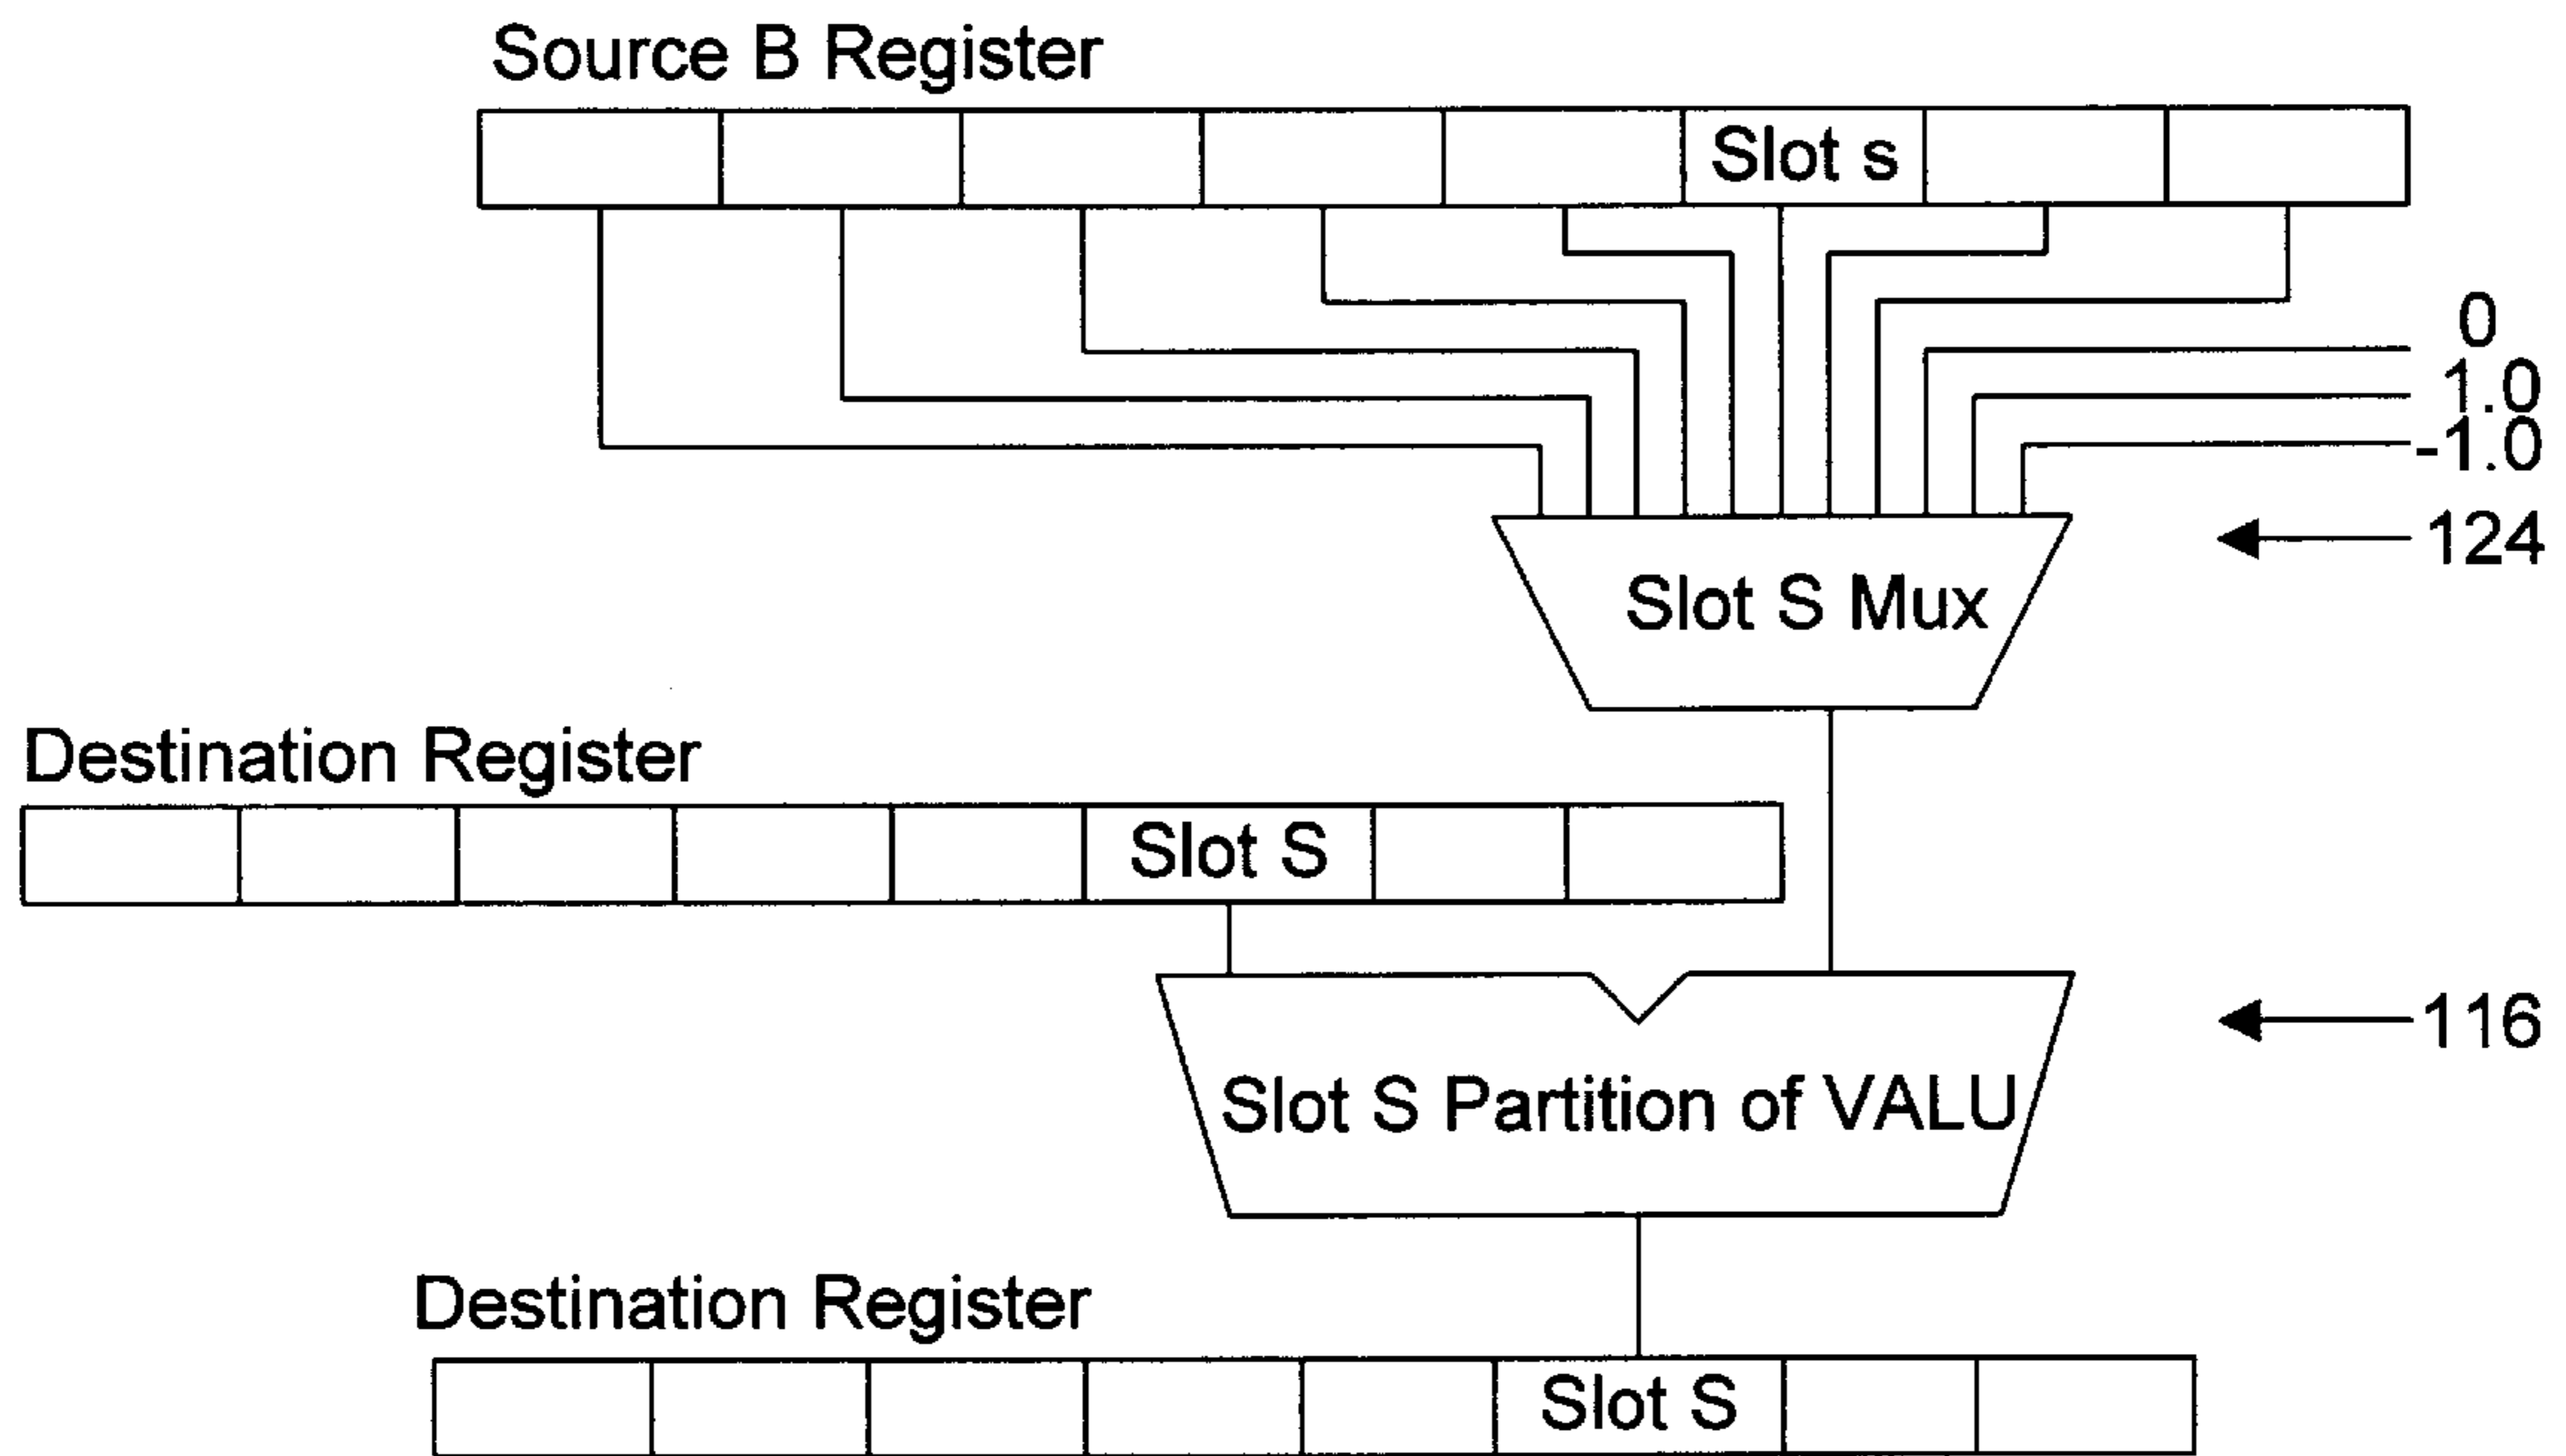 Source B Register
Slot s
0
1.0
-1.0
124
Slot S Mux
Destination Register
Slot S
116
Slot S Partition of VALU
Destination Register
Slot S